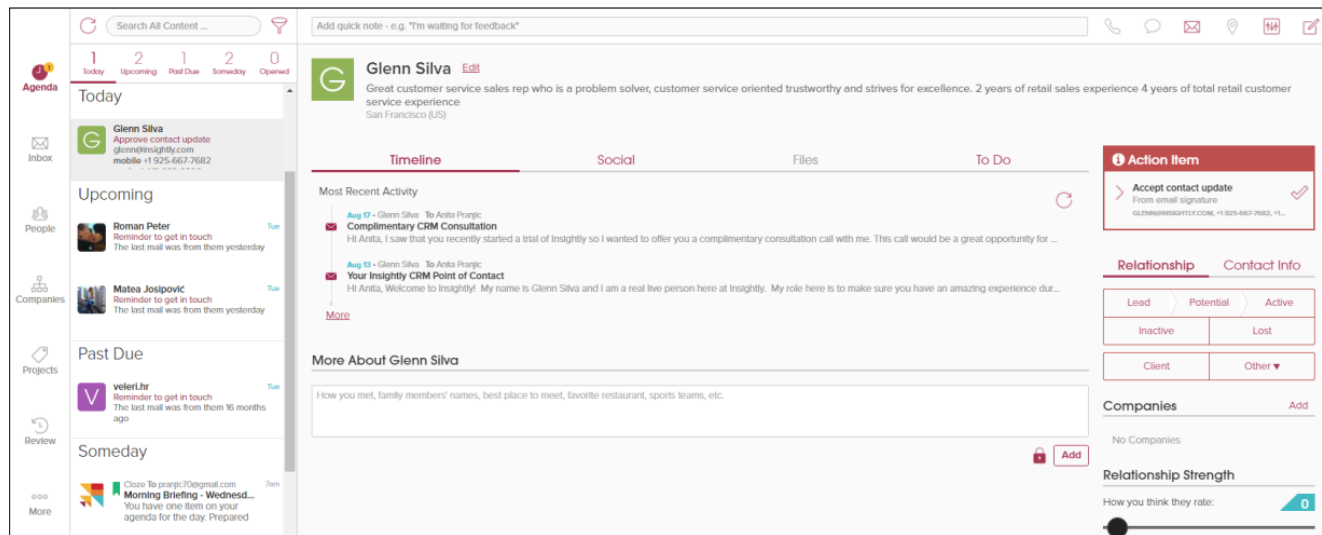 Search All Content ...
Add quick note - e.g. "I'm waiting for feedback"
1
Agenda
Inbox
People
Companies
Projects
Review
More
1 2 1 2 0
Today Upcoming Past Due Someday Opened
Today
G
Glenn Silva
Approve contact update
glenn@insightly.com
mobile +1 925-667-7682
Upcoming
Roman Peter Tue
Reminder to get in touch
The last mail was from them yesterday
Matea Josipović Tue
Reminder to get in touch
The last mail was from them yesterday
Past Due
V
veleri.hr Tue
Reminder to get in touch
The last mail was from them 16 months
ago
Someday
Cloze To pranjic70@gmail.com 7am
Morning Briefing - Wednesd...
You have one item on your
agenda for the day. Prepared
G
Glenn Silva Edit
Great customer service sales rep who is a problem solver, customer service oriented trustworthy and strives for excellence. 2 years of retail sales experience 4 years of total retail customer
service experience
San Francisco (US)
Timeline Social Files To Do
Most Recent Activity
Aug 17 - Glenn Silva To Anita Pranjic
Complimentary CRM Consultation
Hi Anita, I saw that you recently started a trial of Insightly so I wanted to offer you a complimentary consultation call with me. This call would be a great opportunity for ...
Aug 13 - Glenn Silva To Anita Pranjic
Your Insightly CRM Point of Contact
Hi Anita, Welcome to Insightly! My name is Glenn Silva and I am a real live person here at Insightly. My role here is to make sure you have an amazing experience dur...
More
More About Glenn Silva
How you met, family members' names, best place to meet, favorite restaurant, sports teams, etc.
Add
Action Item
Accept contact update
From email signature
GLENN@INSIGHTLY.COM, +1 925-667-7682, +1...
Relationship Contact Info
Lead Potential Active
Inactive Lost
Client Other ▾
Companies Add
No Companies
Relationship Strength
How you think they rate: 0